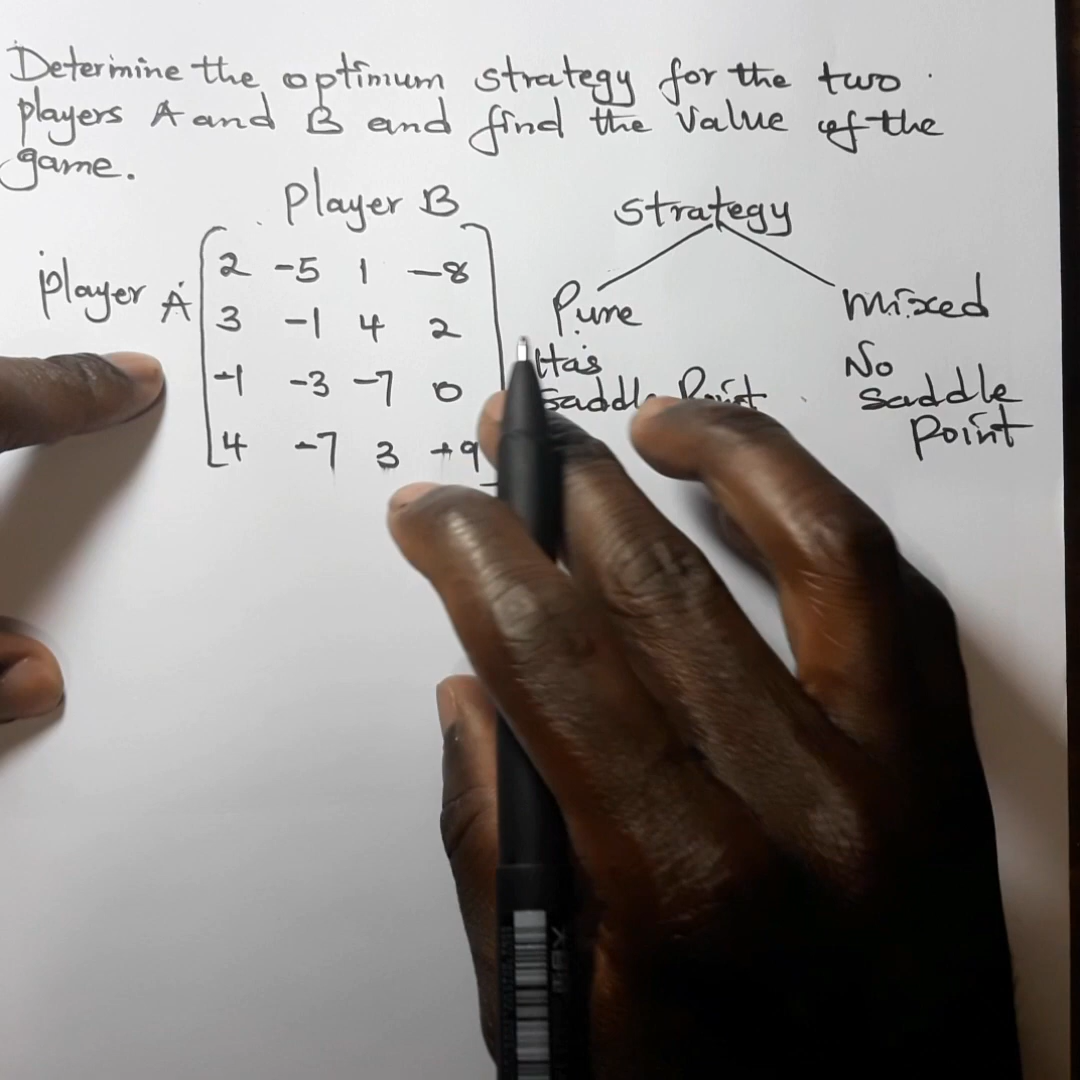 Determine the optimum strategy for the two
players A and B and find the value of the
game.
Player B
Player A
2 -5 1 -8
3 -1 4 2
-1 -3 -7 0
4 -7 3 +9
Strategy
Pure
Has
Saddle Point
Mixed
No
Saddle
Point